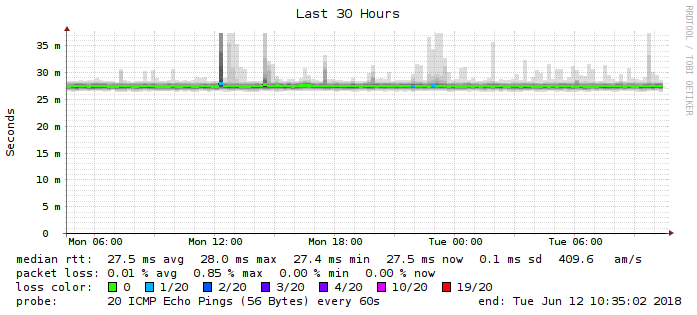 Last 30 Hours
RRDTOOL / TOBI OETIKER
Seconds
35 m
30 m
25 m
20 m
15 m
10 m
5 m
0
Mon 06:00 Mon 12:00 Mon 18:00 Tue 00:00 Tue 06:00
median rtt: 27.5 ms avg 28.0 ms max 27.4 ms min 27.5 ms now 0.1 ms sd 409.6 am/s
packet loss: 0.01 % avg 0.85 % max 0.00 % min 0.00 % now
loss color: 0 1/20 2/20 3/20 4/20 10/20 19/20
probe: 20 ICMP Echo Pings (56 Bytes) every 60s end: Tue Jun 12 10:35:02 2018